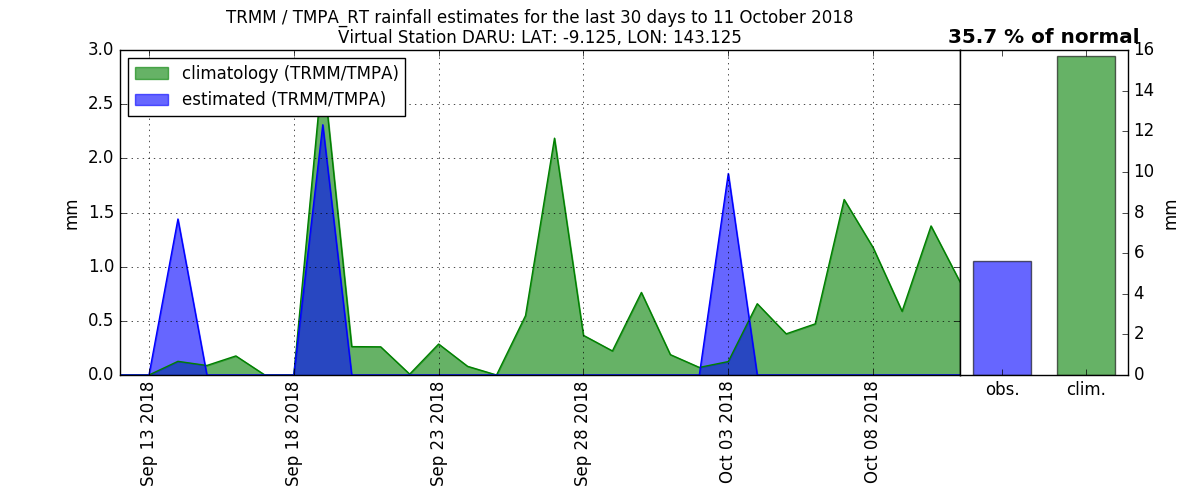 TRMM / TMPA_RT rainfall estimates for the last 30 days to 11 October 2018
Virtual Station DARU: LAT: -9.125, LON: 143.125
35.7 % of normal
climatology (TRMM/TMPA)
estimated (TRMM/TMPA)
3.0
2.5
2.0
1.5
1.0
0.5
0.0
mm
Sep 13 2018
Sep 18 2018
Sep 23 2018
Sep 28 2018
Oct 03 2018
Oct 08 2018
obs.
clim.
16
14
12
10
8
6
4
2
0
mm